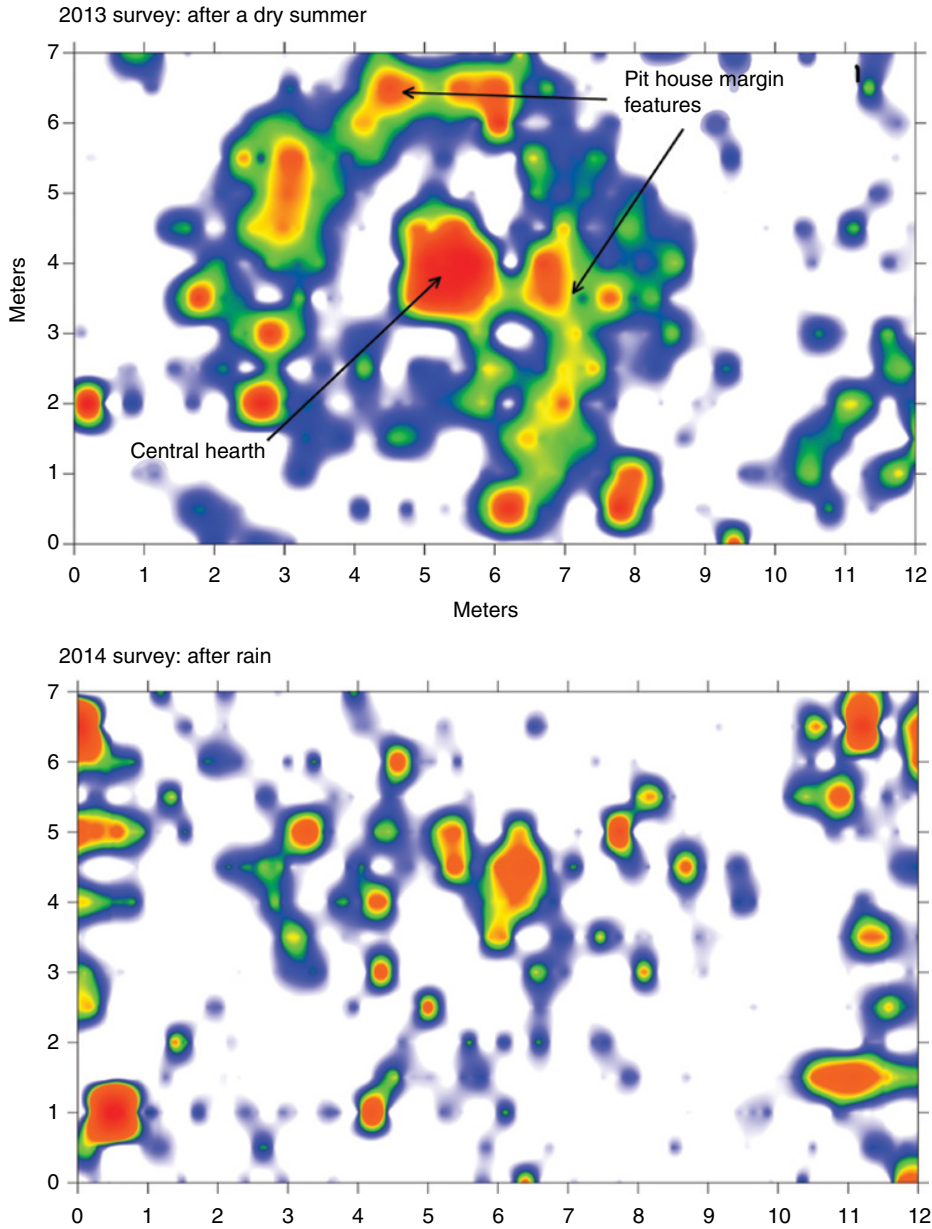 2013 survey: after a dry summer
7
6
5
4
3
2
1
0
Meters
Pit house margin
features
Central hearth
0 1 2 3 4 5 6 7 8 9 10 11 12
Meters
2014 survey: after rain
7
6
5
4
3
2
1
0
0 1 2 3 4 5 6 7 8 9 10 11 12